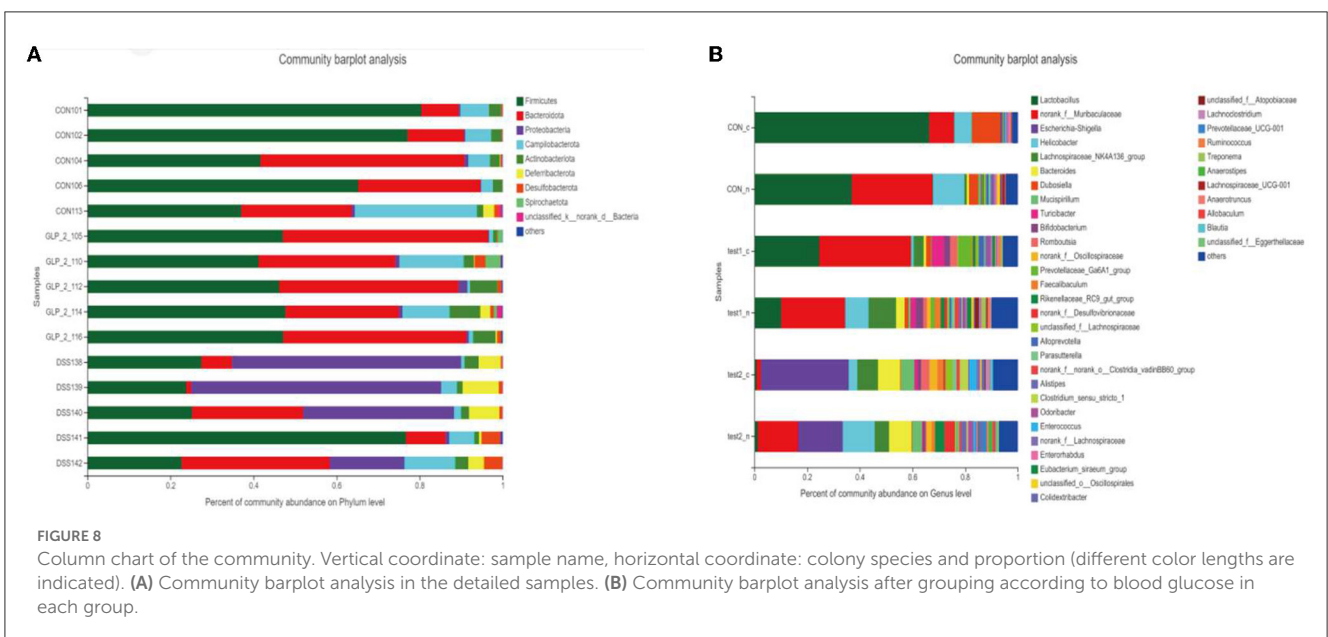 A
Community barplot analysis
CON101
CON102
CON104
CON106
CON113
GLP_2_105
GLP_2_110
GLP_2_112
GLP_2_114
GLP_2_116
DSS138
DSS139
DSS140
DSS141
DSS142
Samples
0 0.2 0.4 0.6 0.8 1
Percent of community abundance on Phylum level
Firmicutes
Bacteroidota
Proteobacteria
Campilobacterota
Actinobacteriota
Deferribacterota
Desulfobacterota
Spirochaetota
unclassified_k__norank_d__Bacteria
others
B
Community barplot analysis
CON_c
CON_n
test1_c
test1_n
test2_c
test2_n
Samples
0 0.2 0.4 0.6 0.8 1
Percent of community abundance on Genus level
Lactobacillus
norank_f__Muribaculaceae
Escherichia-Shigella
Helicobacter
Lachnospiraceae_NK4A136_group
Bacteroides
Dubosiella
Mucispirillum
Turicibacter
Bifidobacterium
Romboutsia
norank_f__Oscillospiraceae
Prevotellaceae_Ga6A1_group
Faecalibaculum
Rikenellaceae_RC9_gut_group
norank_f__Desulfovibrionaceae
unclassified_f__Lachnospiraceae
Alloprevotella
Parasutterella
norank_f__norank_o__Clostridia_vadinBB60_group
Alistipes
Clostridium_sensu_stricto_1
Odoribacter
Enterococcus
norank_f__Lachnospiraceae
Enterorhabdus
Eubacterium_siraeum_group
unclassified_o__Oscillospirales
Colidextribacter
unclassified_f__Atopobiaceae
Lachnoclostridium
Prevotellaceae_UCG-001
Ruminococcus
Treponema
Anaerostipes
Lachnospiraceae_UCG-001
Anaerotruncus
Allobaculum
Blautia
unclassified_f__Eggerthellaceae
others
FIGURE 8
Column chart of the community. Vertical coordinate: sample name, horizontal coordinate: colony species and proportion (different color lengths are
indicated). (A) Community barplot analysis in the detailed samples. (B) Community barplot analysis after grouping according to blood glucose in
each group.